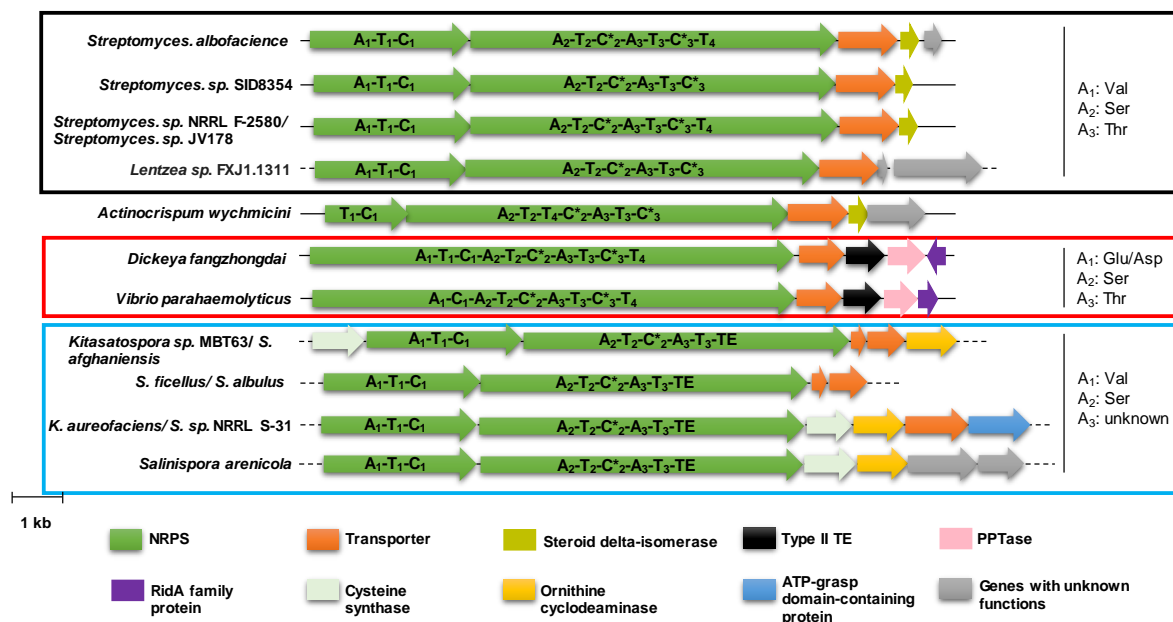 Streptomyces. albofacience A₁-T₁-C₁ A₂-T₂-C*₂-A₃-T₃-C*₃-T₄
Streptomyces. sp. SID8354 A₁-T₁-C₁ A₂-T₂-C*₂-A₃-T₃-C*₃
Streptomyces. sp. NRRL F-2580/
Streptomyces. sp. JV178 A₁-T₁-C₁ A₂-T₂-C*₂-A₃-T₃-C*₃-T₄
Lentzea sp. FXJ1.1311 A₁-T₁-C₁ A₂-T₂-C*₂-A₃-T₃-C*₃
A₁: Val
A₂: Ser
A₃: Thr
Actinocrispum wychmicini T₁-C₁ A₂-T₂-T₄-C*₂-A₃-T₃-C*₃
Dickeya fangzhongdai A₁-T₁-C₁-A₂-T₂-C*₂-A₃-T₃-C*₃-T₄
Vibrio parahaemolyticus A₁-C₁-A₂-T₂-C*₂-A₃-T₃-C*₃-T₄
A₁: Glu/Asp
A₂: Ser
A₃: Thr
Kitasatospora sp. MBT63/ S.
afghaniensis A₁-T₁-C₁ A₂-T₂-C*₂-A₃-T₃-TE
S. ficellus/ S. albulus A₁-T₁-C₁ A₂-T₂-C*₂-A₃-T₃-TE
K. aureofaciens/ S. sp. NRRL S-31 A₁-T₁-C₁ A₂-T₂-C*₂-A₃-T₃-TE
Salinispora arenicola A₁-T₁-C₁ A₂-T₂-C*₂-A₃-T₃-TE
A₁: Val
A₂: Ser
A₃: unknown
1 kb
NRPS
Transporter
Steroid delta-isomerase
Type II TE
PPTase
RidA family
protein
Cysteine
synthase
Ornithine
cyclodeaminase
ATP-grasp
domain-containing
protein
Genes with unknown
functions